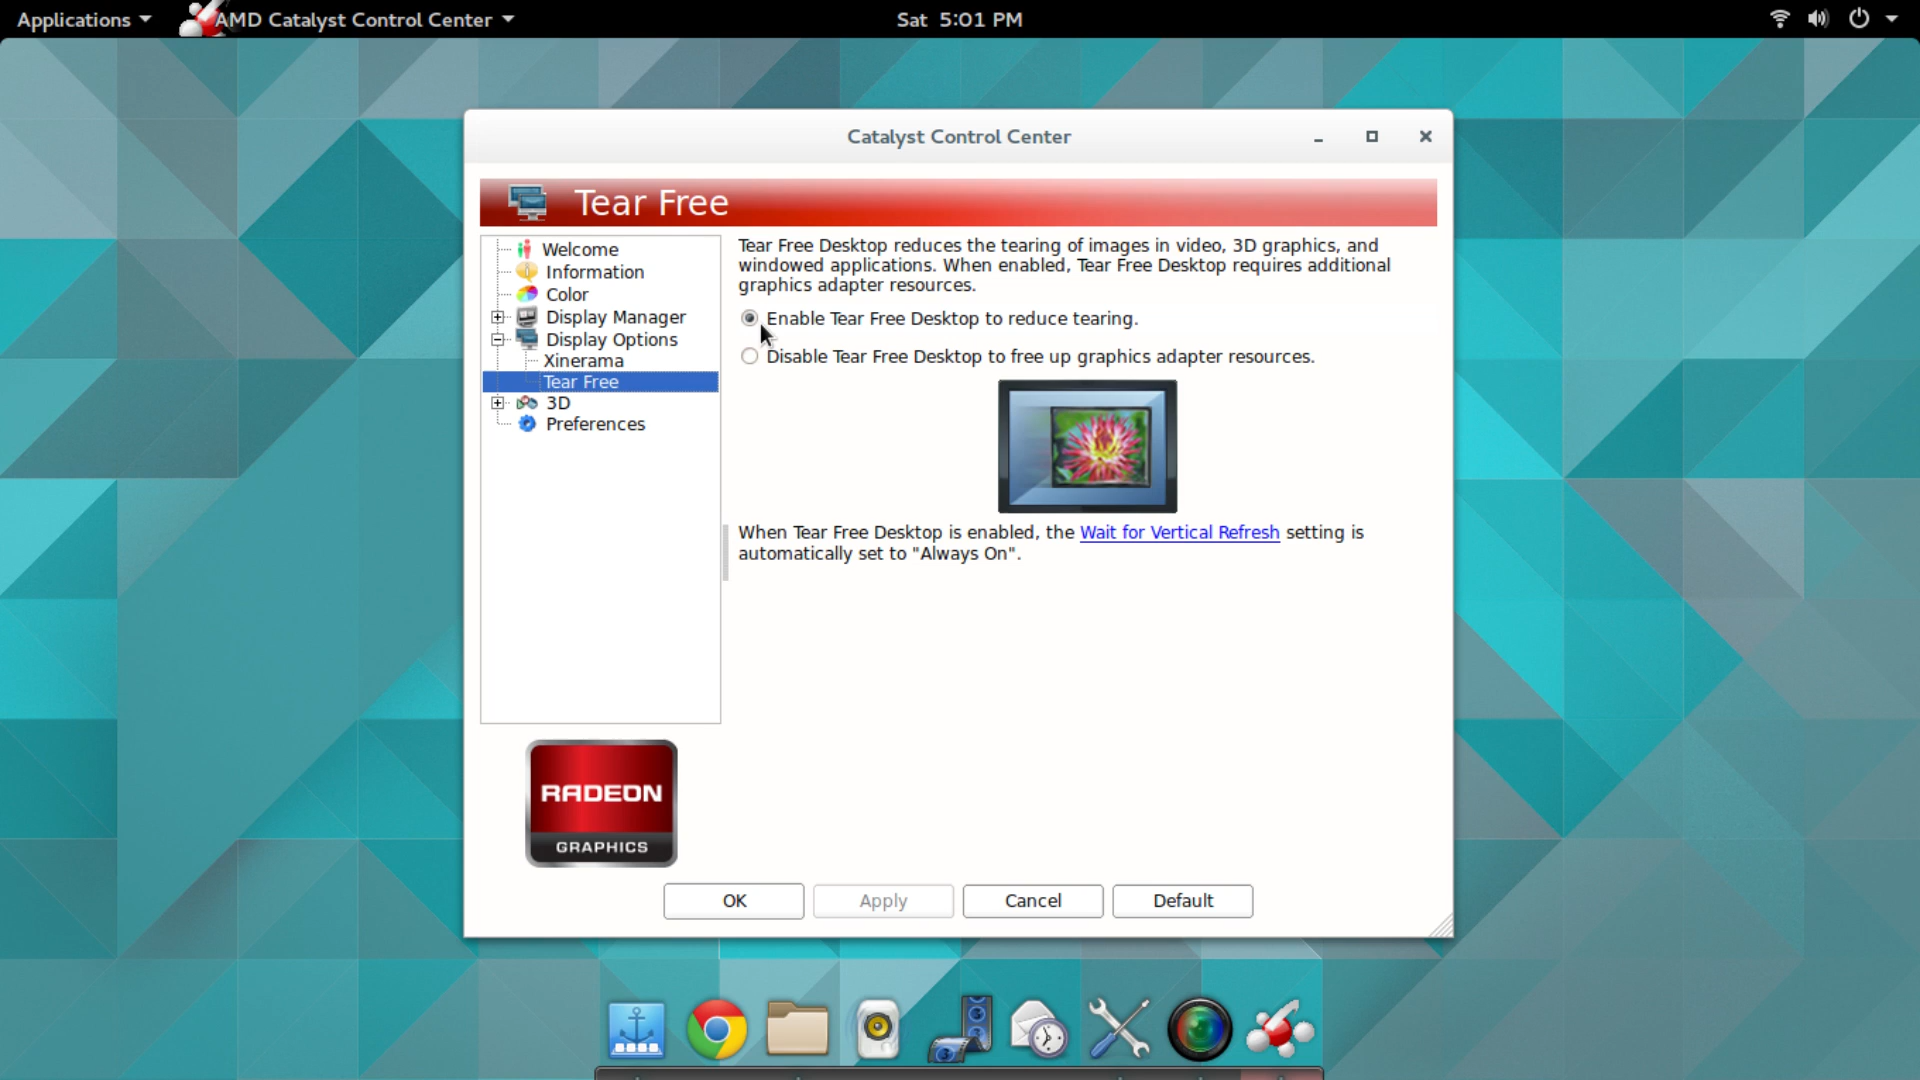 Applications
AMD Catalyst Control Center
Sat 5:01 PM
Catalyst Control Center
Tear Free
Welcome
Information
Color
Display Manager
Display Options
Xinerama
Tear Free
3D
Preferences
Tear Free Desktop reduces the tearing of images in video, 3D graphics, and
windowed applications. When enabled, Tear Free Desktop requires additional
graphics adapter resources.
Enable Tear Free Desktop to reduce tearing.
Disable Tear Free Desktop to free up graphics adapter resources.
When Tear Free Desktop is enabled, the Wait for Vertical Refresh setting is
automatically set to "Always On".
RADEON
GRAPHICS
OK
Apply
Cancel
Default